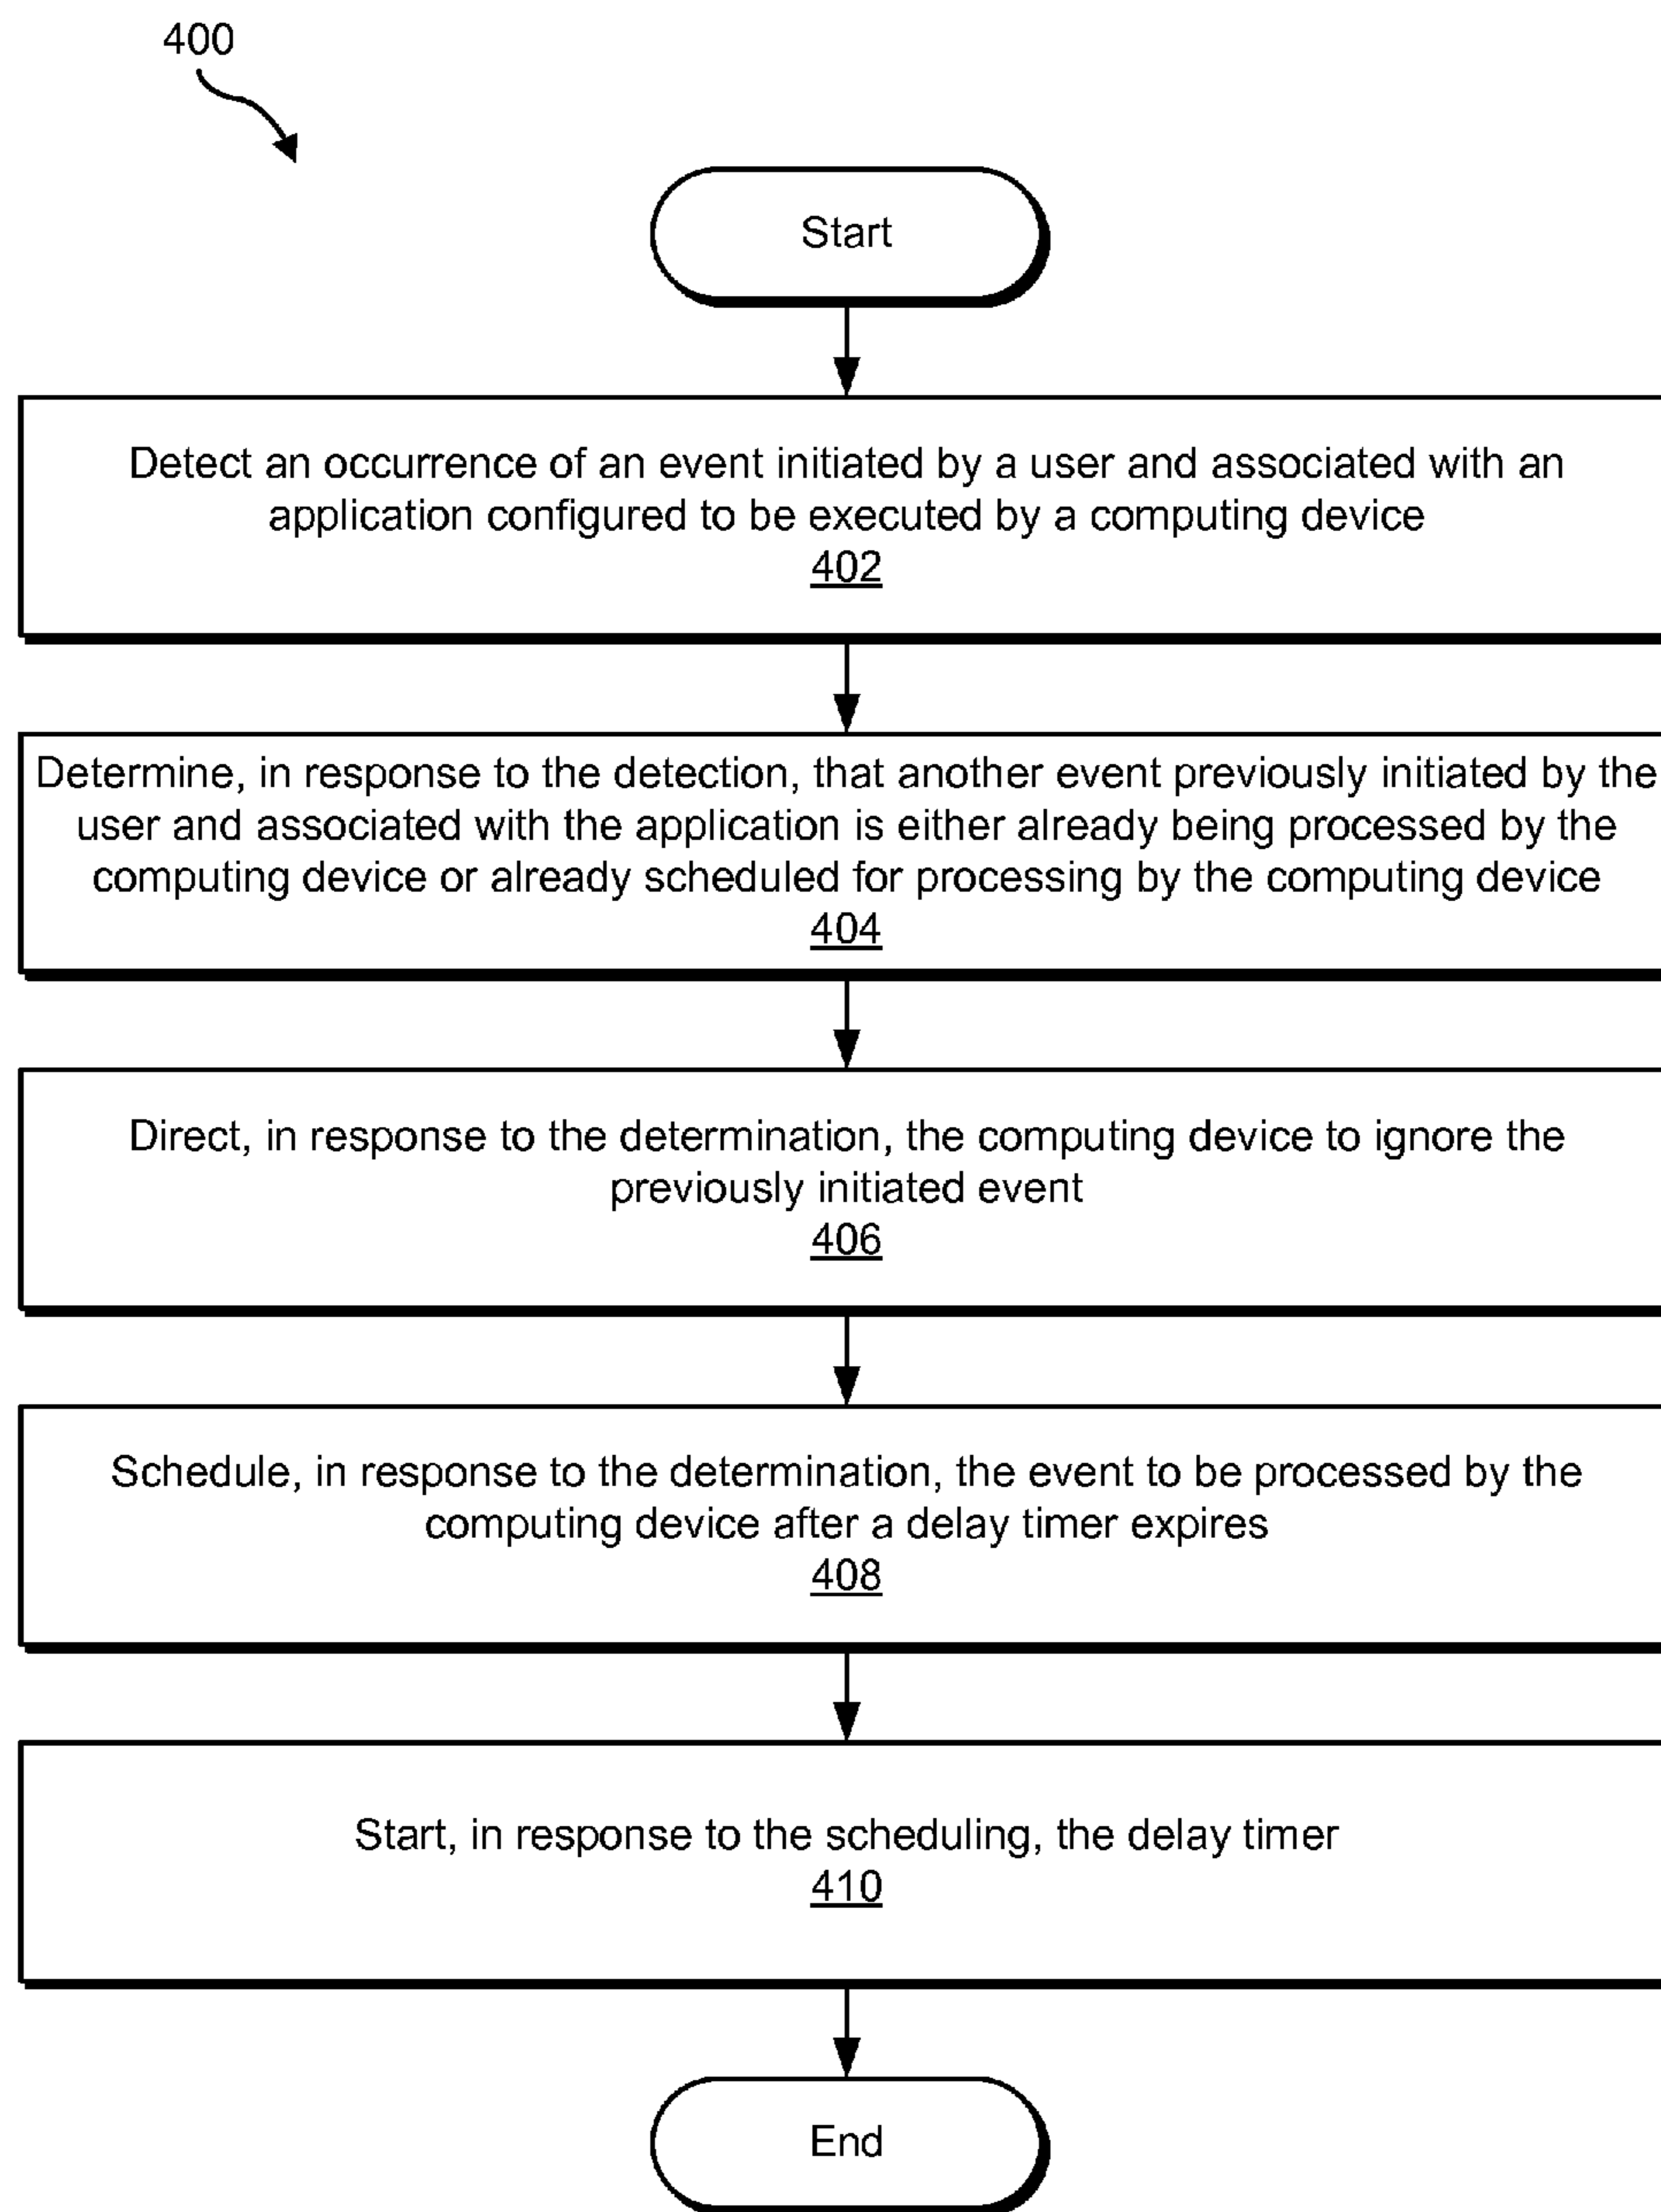 400
Start
Detect an occurrence of an event initiated by a user and associated with an
application configured to be executed by a computing device
402
Determine, in response to the detection, that another event previously initiated by the
user and associated with the application is either already being processed by the
computing device or already scheduled for processing by the computing device
404
Direct, in response to the determination, the computing device to ignore the
previously initiated event
406
Schedule, in response to the determination, the event to be processed by the
computing device after a delay timer expires
408
Start, in response to the scheduling, the delay timer
410
End